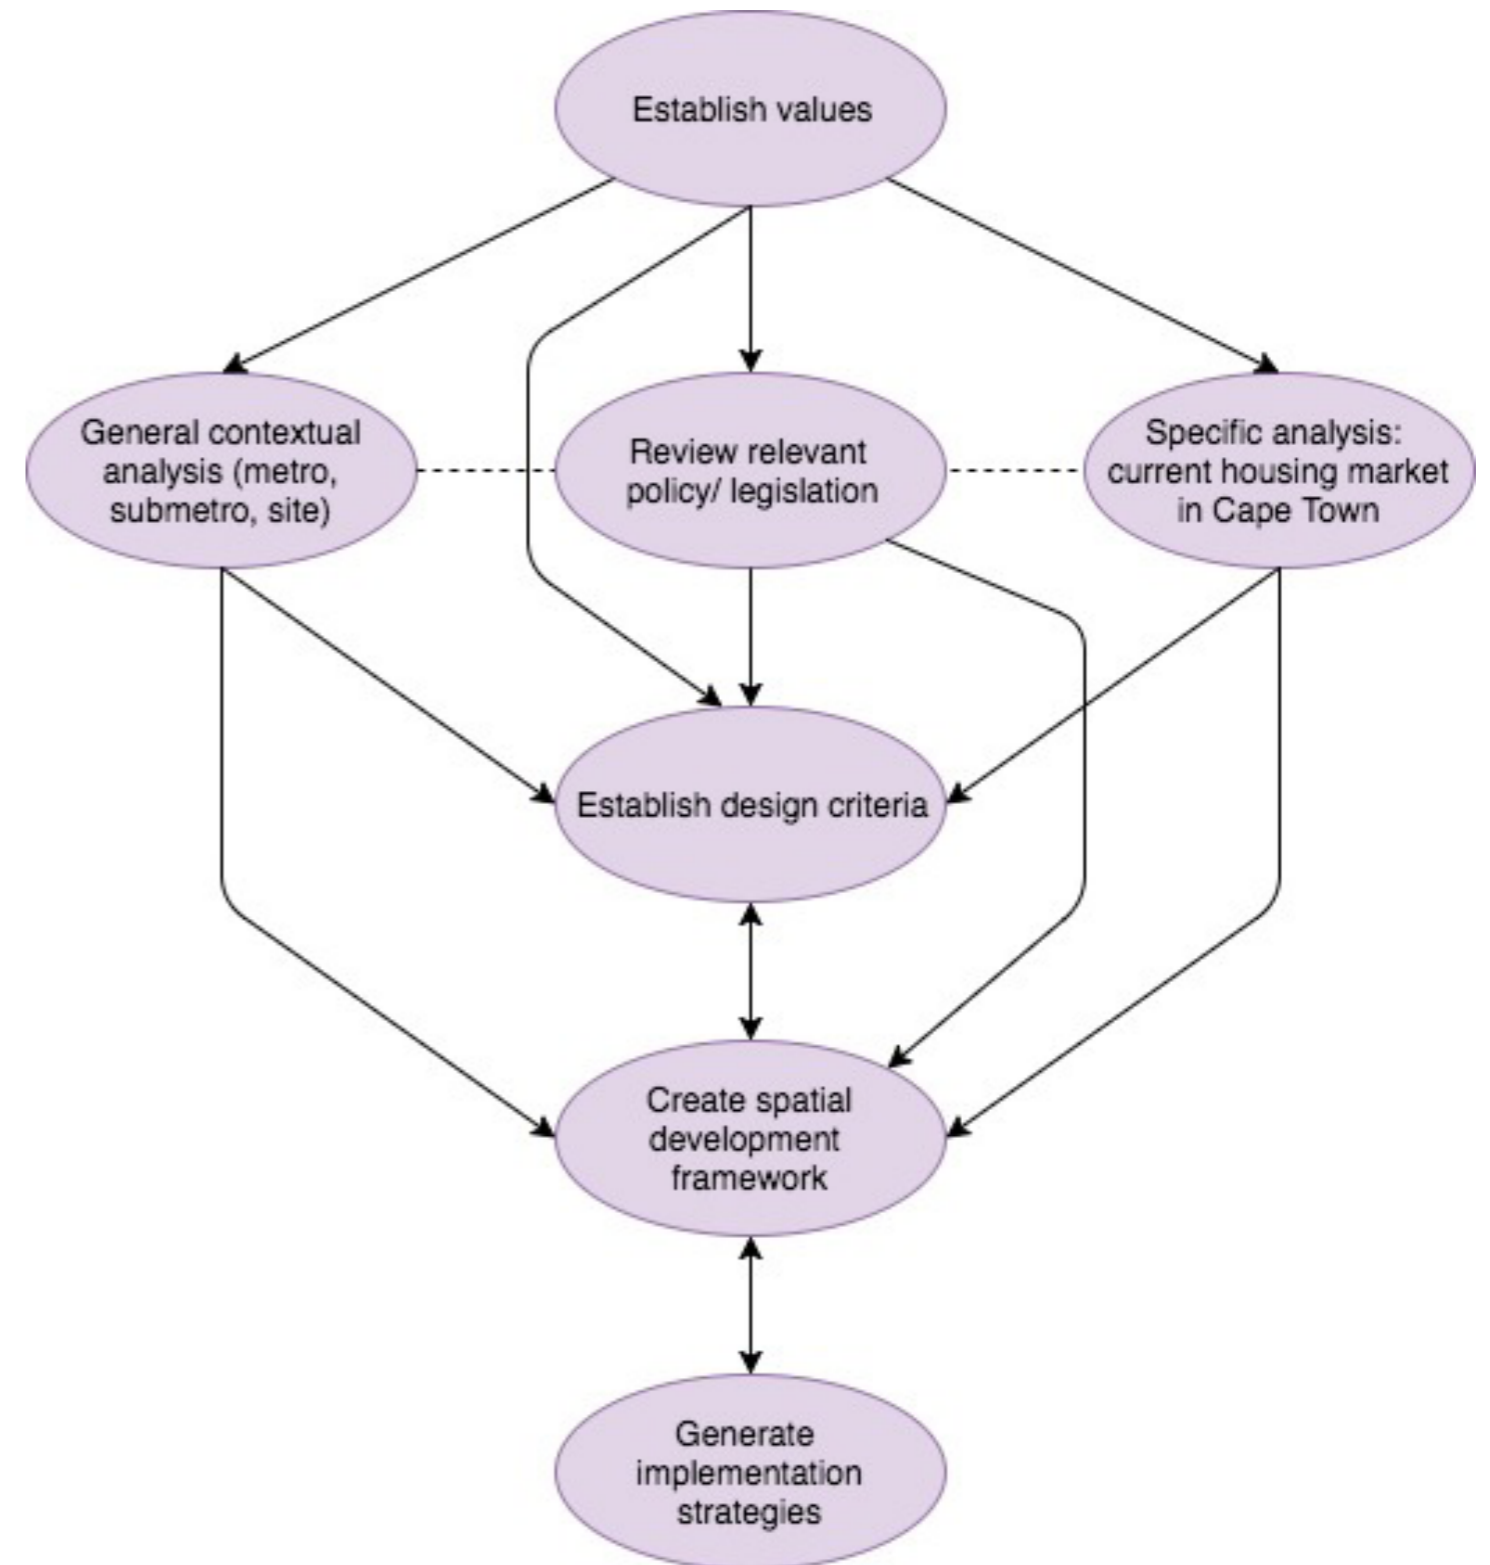 Establish values
General contextual
analysis (metro,
submetro, site)
Review relevant
policy/ legislation
Specific analysis:
current housing market
in Cape Town
Establish design criteria
Create spatial
development
framework
Generate
implementation
strategies